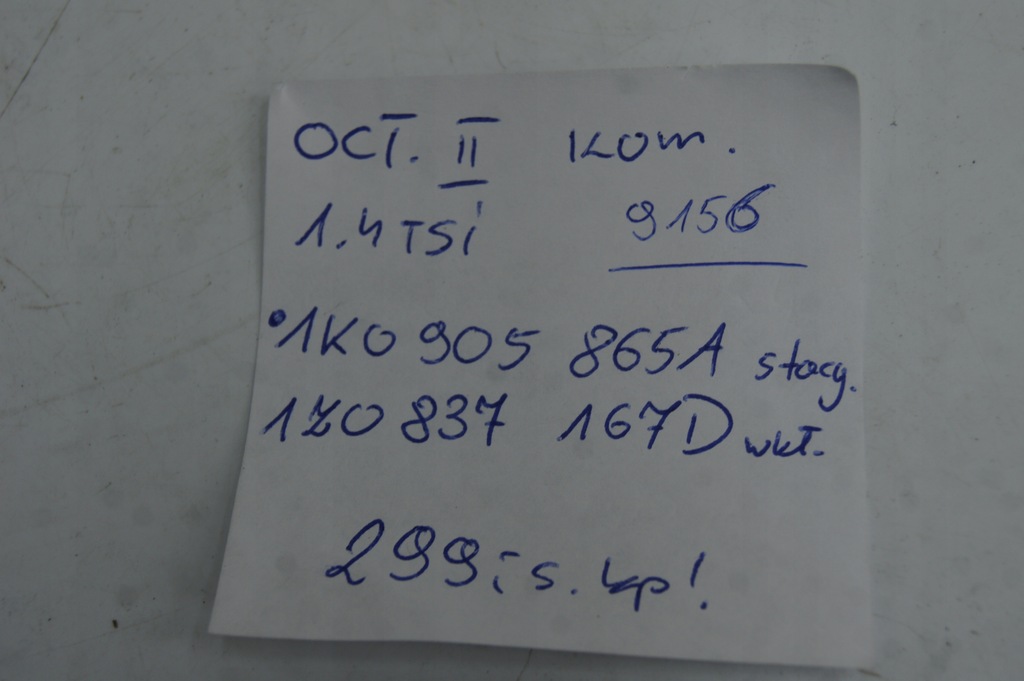 OCT. II KOM.
1.4 TSI 9156
•1K0 905 865A stacy.
1Z0 837 167D wkł.
299,- s. kp!